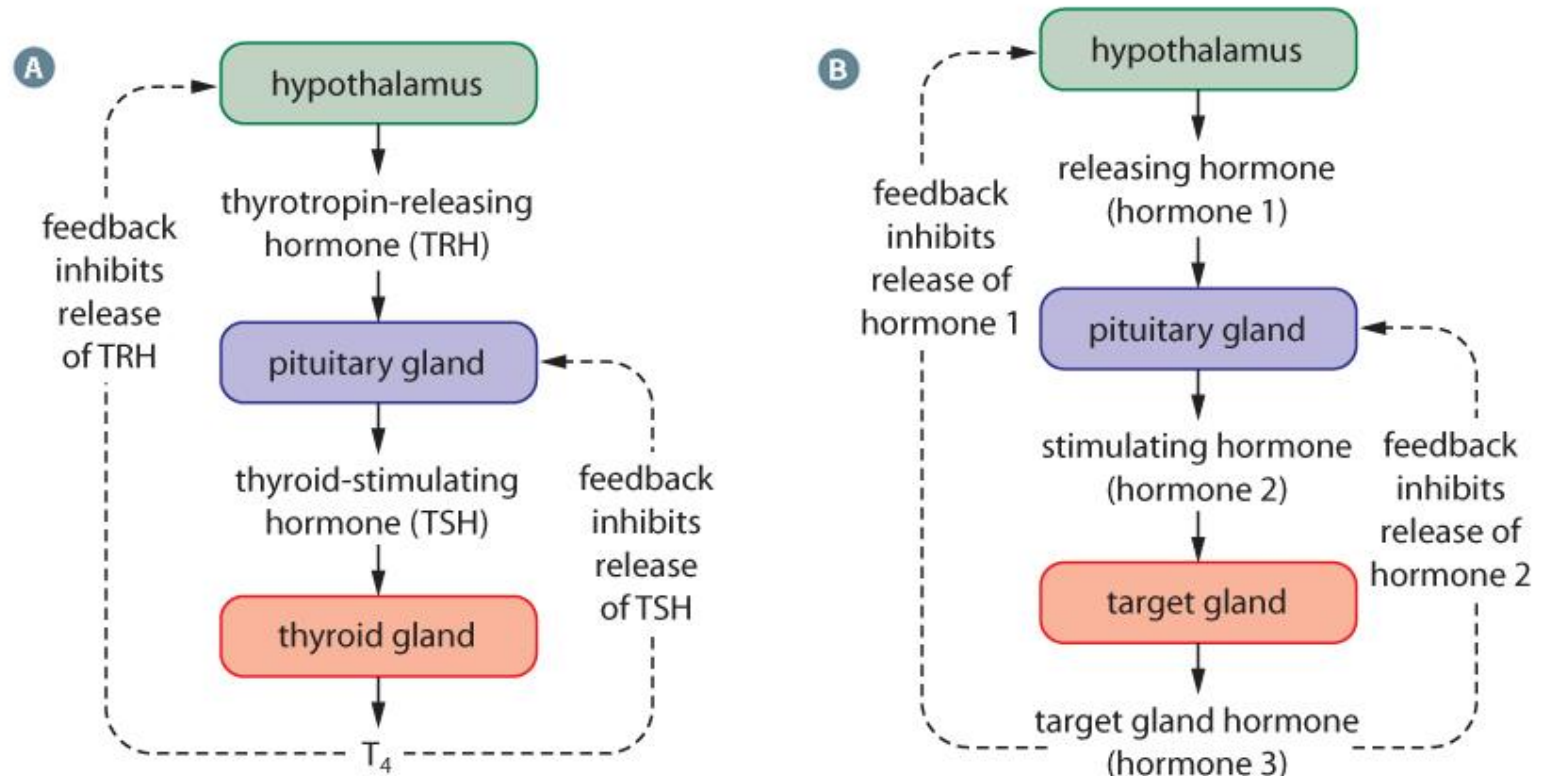 A
hypothalamus
thyrotropin-releasing
hormone (TRH)
feedback
inhibits
release
of TRH
pituitary gland
thyroid-stimulating
hormone (TSH)
feedback
inhibits
release
of TSH
thyroid gland
T4
B
hypothalamus
releasing hormone
(hormone 1)
feedback
inhibits
release of
hormone 1
pituitary gland
stimulating hormone
(hormone 2)
feedback
inhibits
release of
hormone 2
target gland
target gland hormone
(hormone 3)